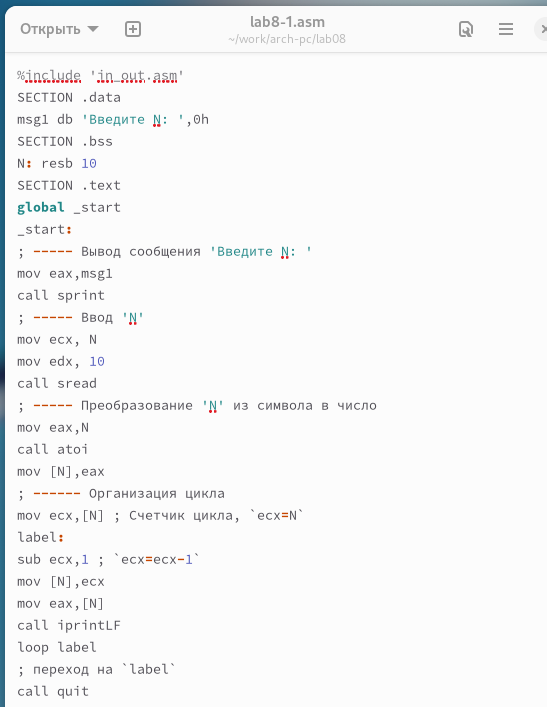 Открыть
lab8-1.asm
~/work/arch-pc/lab08
%include 'in_out.asm'
SECTION .data
msg1 db 'Введите N: ',0h
SECTION .bss
N: resb 10
SECTION .text
global _start
_start:
; ----- Вывод сообщения 'Введите N: '
mov eax,msg1
call sprint
; ----- Ввод 'N'
mov ecx, N
mov edx, 10
call sread
; ----- Преобразование 'N' из символа в число
mov eax,N
call atoi
mov [N],eax
; ------ Организация цикла
mov ecx,[N] ; Счетчик цикла, `ecx=N`
label:
sub ecx,1 ; `ecx=ecx-1`
mov [N],ecx
mov eax,[N]
call iprintLF
loop label
; переход на `label`
call quit